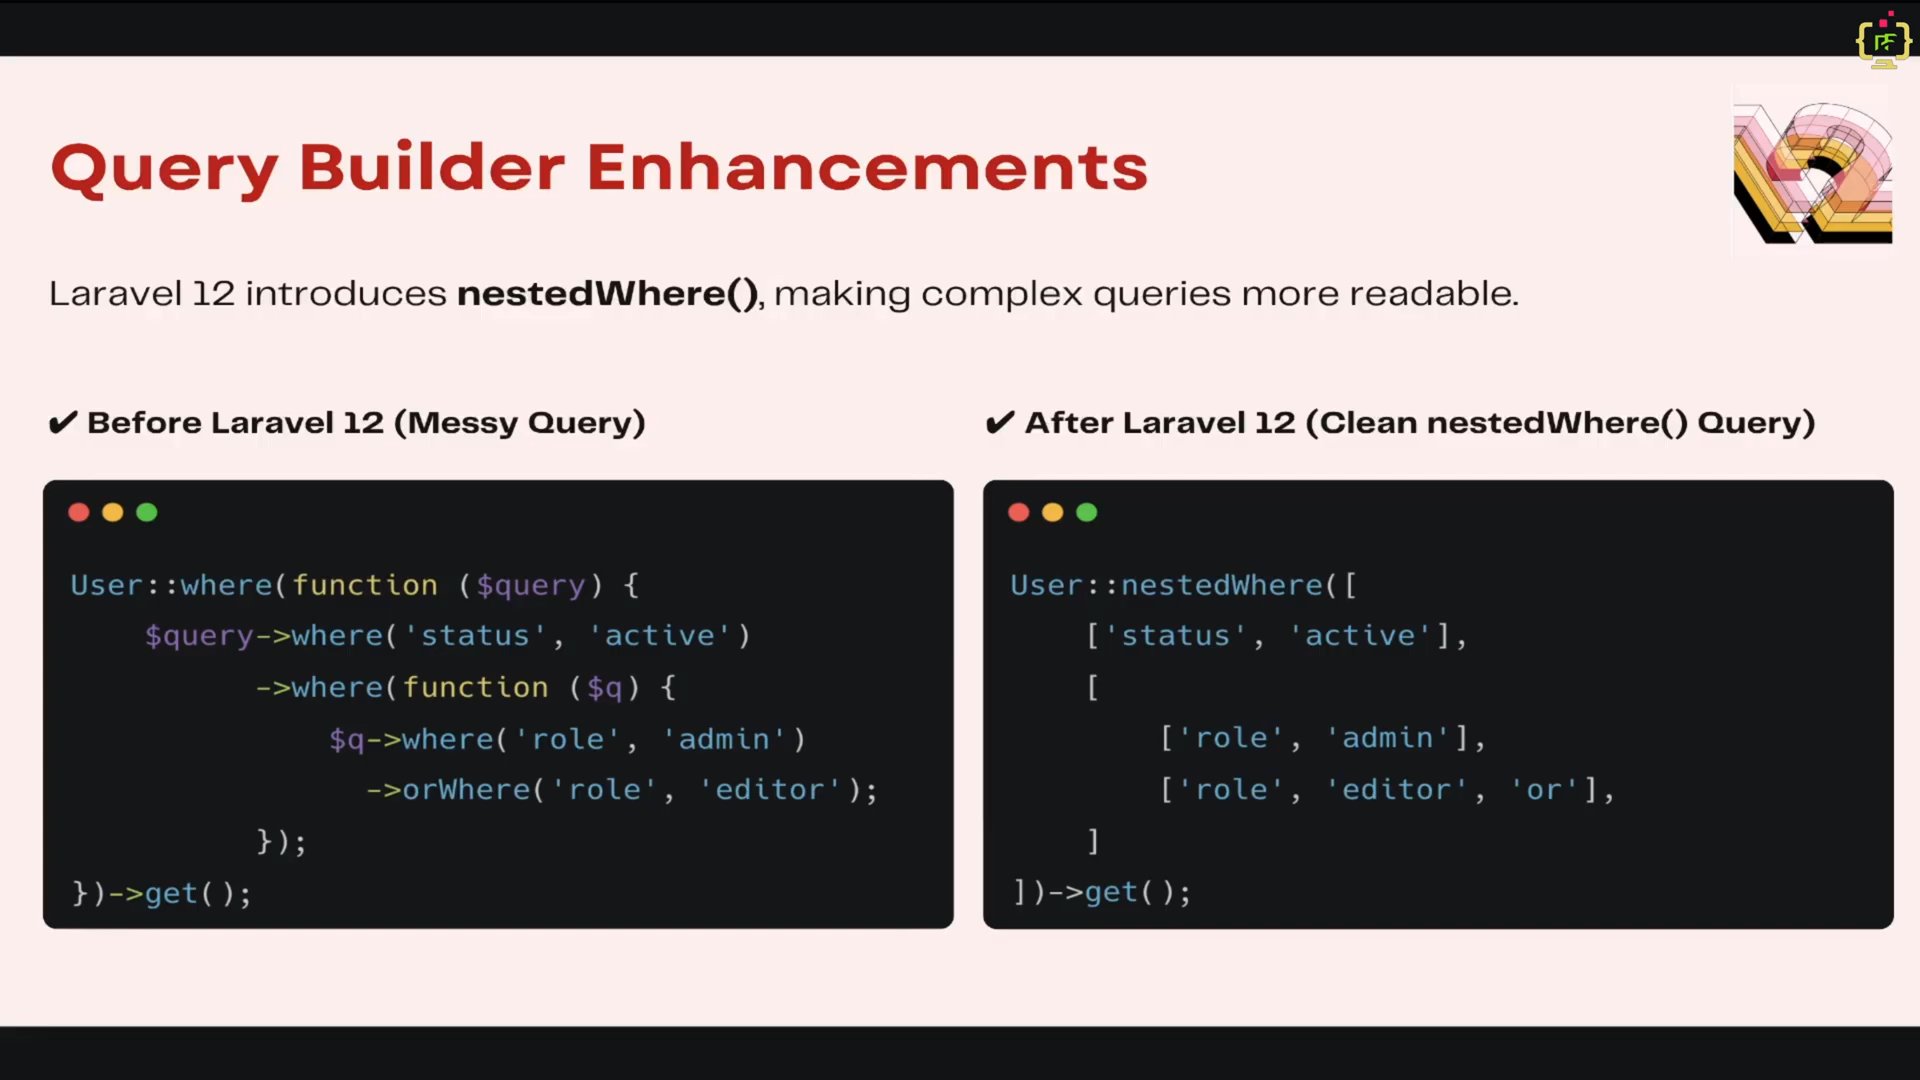 Query Builder Enhancements
Laravel 12 introduces nestedWhere(), making complex queries more readable.
✔ Before Laravel 12 (Messy Query)
User::where(function ($query) {
    $query->where('status', 'active')
          ->where(function ($q) {
              $q->where('role', 'admin')
                ->orWhere('role', 'editor');
          });
})->get();
✔ After Laravel 12 (Clean nestedWhere() Query)
User::nestedWhere([
    ['status', 'active'],
    [
        ['role', 'admin'],
        ['role', 'editor', 'or'],
    ]
])->get();